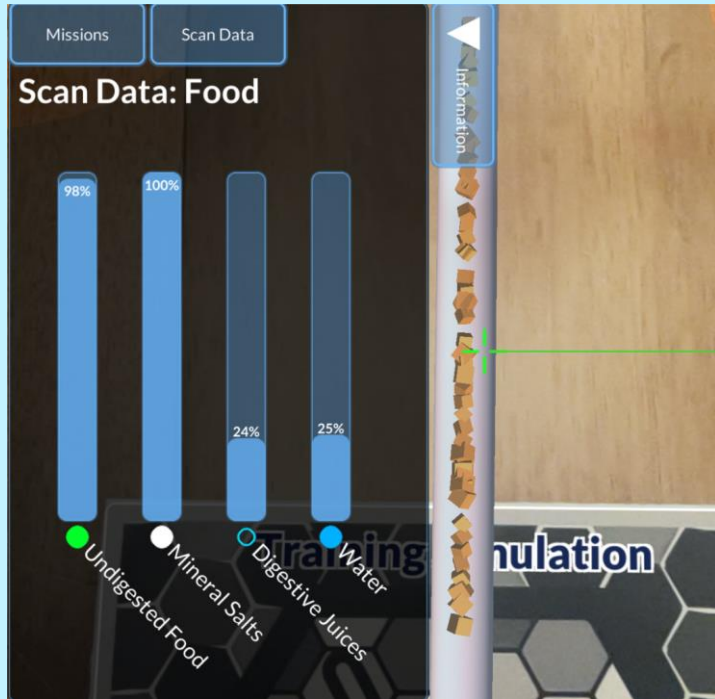 Missions
Scan Data
Information
Scan Data: Food
98%
100%
24%
25%
Undigested Food
Mineral Salts
Digestive Juices
Water
Training